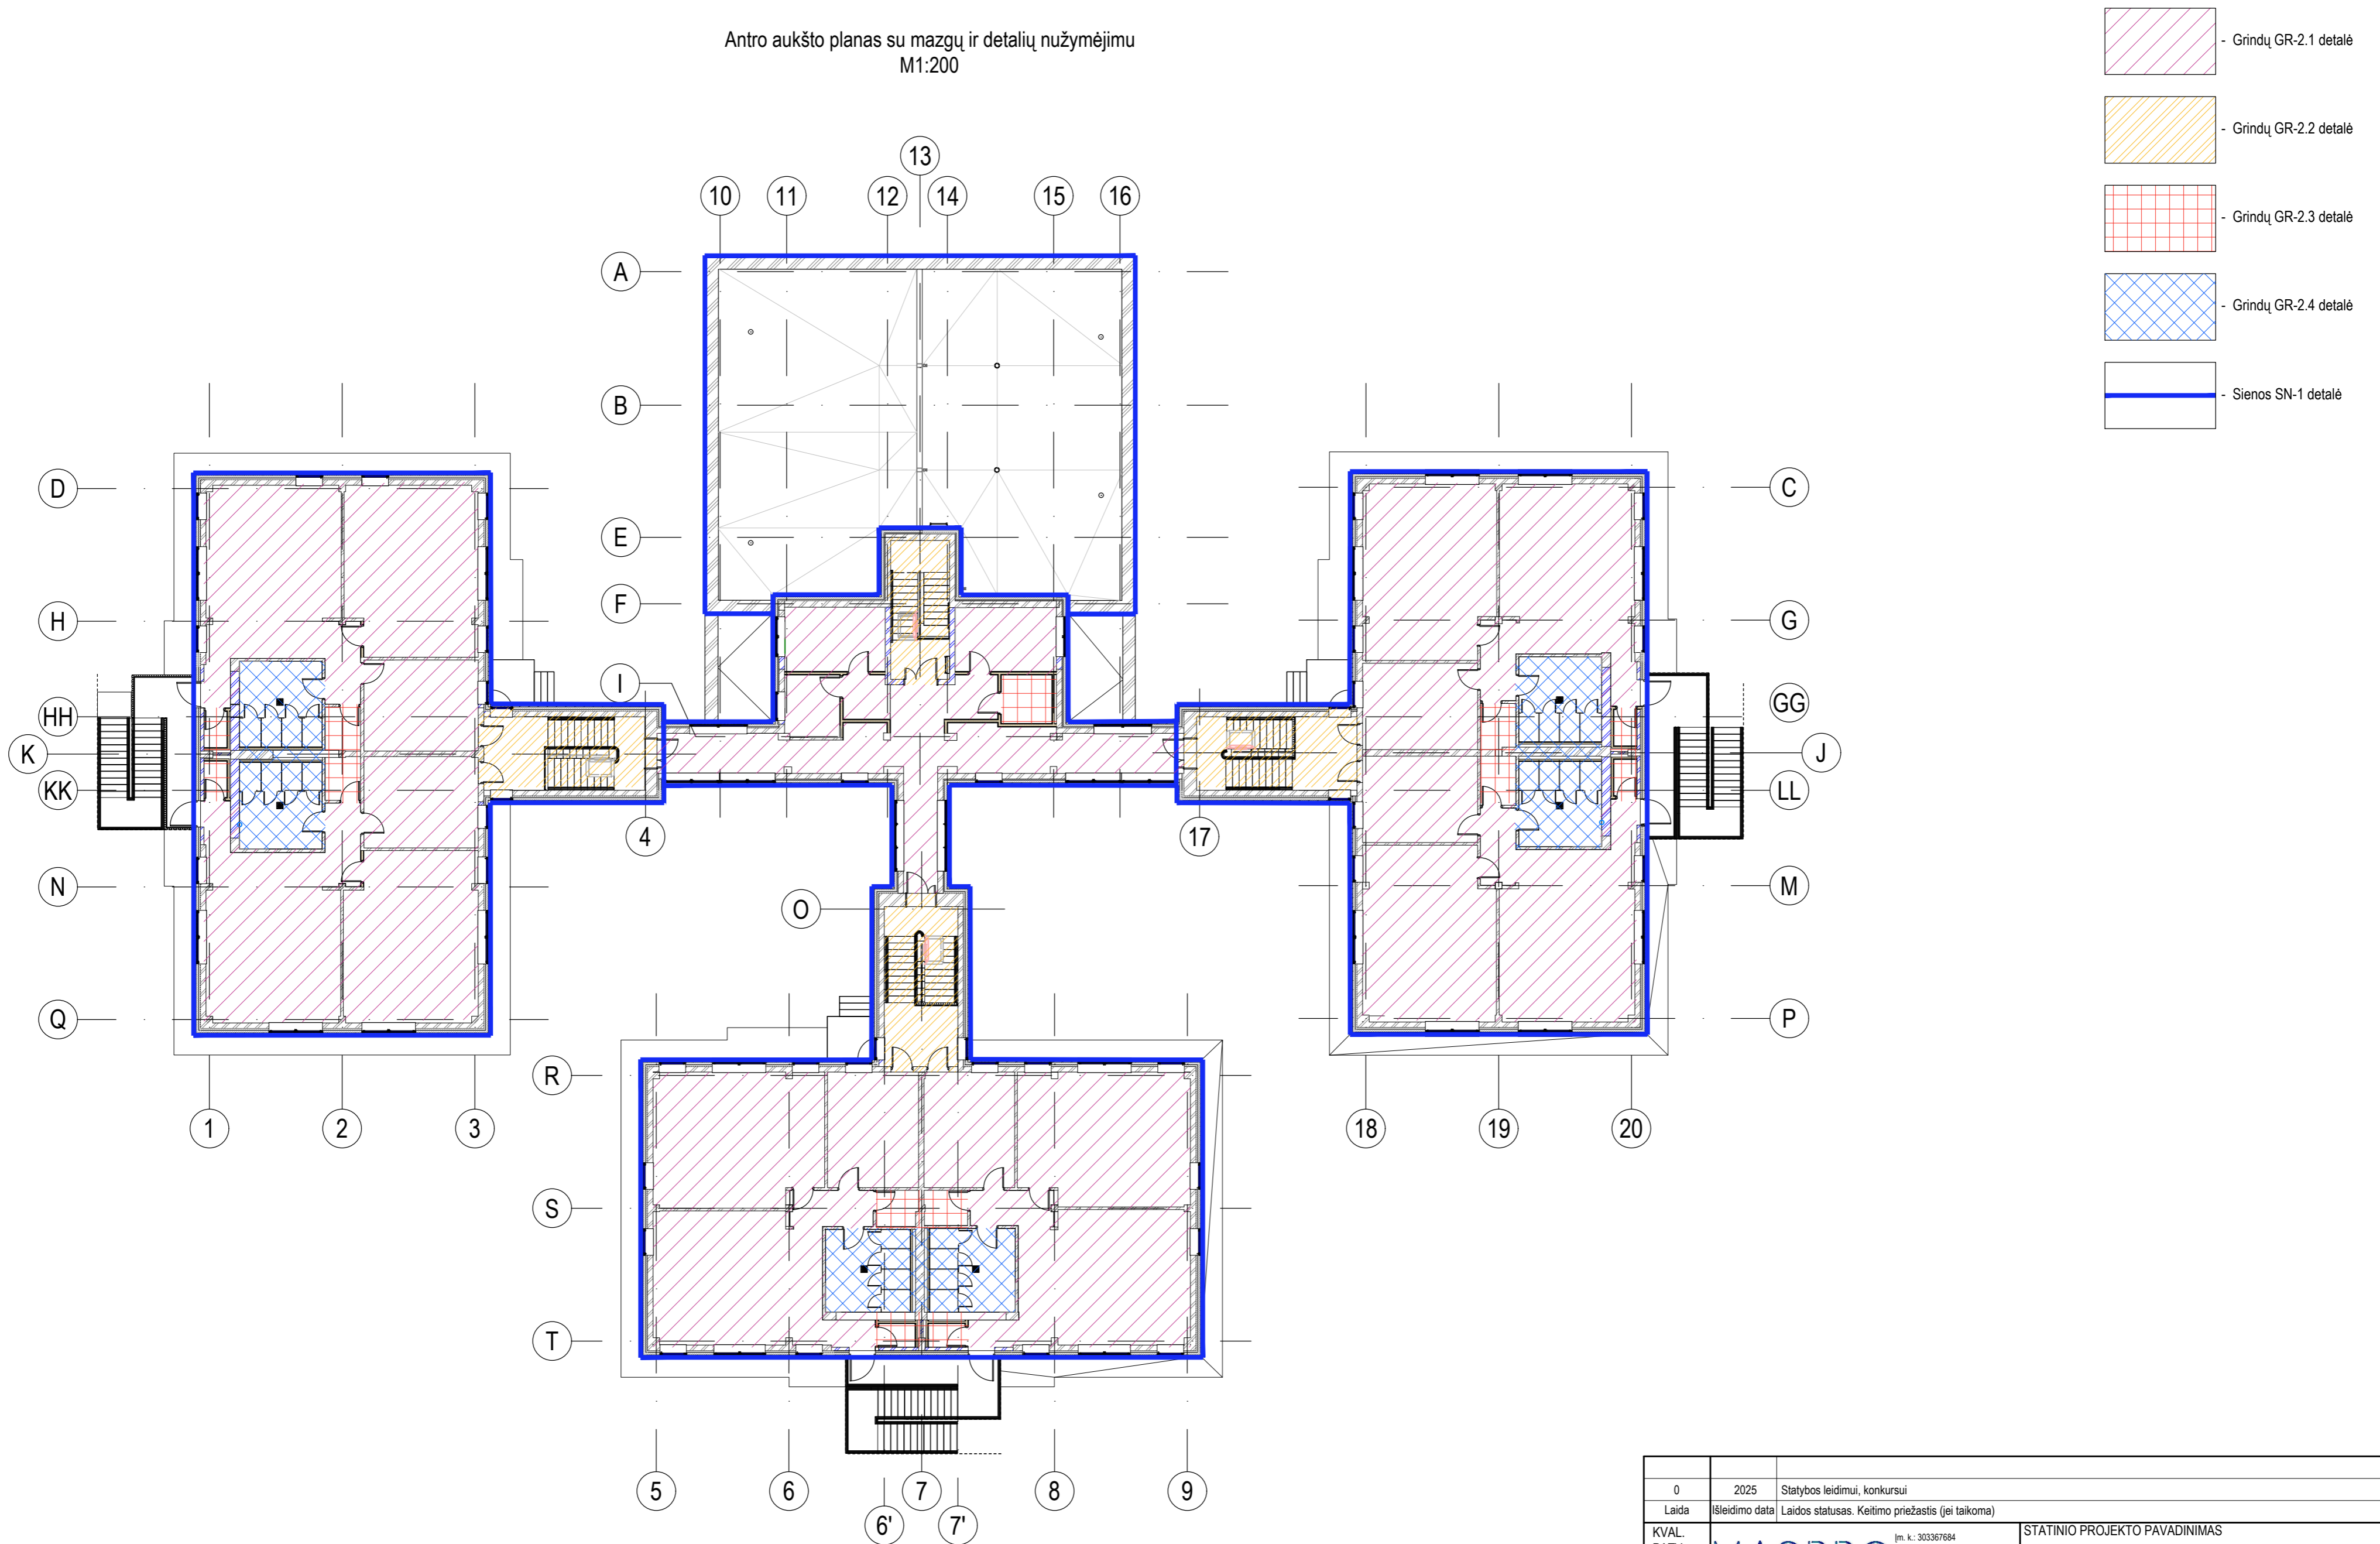 Antro aukšto planas su mazgų ir detalių nužymėjimu
M1:200
- Grindų GR-2.1 detalė
- Grindų GR-2.2 detalė
- Grindų GR-2.3 detalė
- Grindų GR-2.4 detalė
- Sienos SN-1 detalė
13
10 11 12 14 15 16
A
B
E
F
I
D
H
HH
K
KK
N
Q
C
G
GG
J
LL
M
P
4
17
O
1 2 3
18 19 20
R
S
T
5 6 7 8 9
6' 7'
0 2025 Statybos leidimui, konkursui
Laida Išleidimo data Laidos statusas. Keitimo priežastis (jei taikoma)
KVAL.
Įm. k.: 303367684
STATINIO PROJEKTO PAVADINIMAS